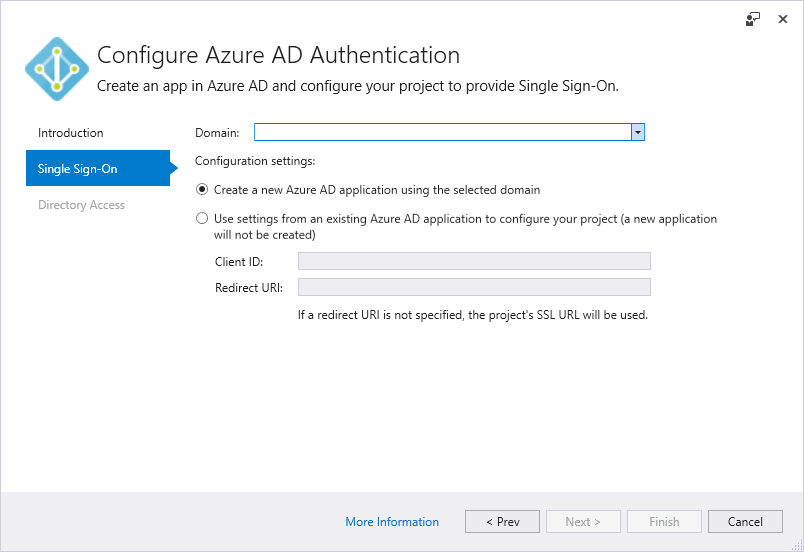 Configure Azure AD Authentication
Create an app in Azure AD and configure your project to provide Single Sign-On.
Introduction
Single Sign-On
Directory Access
Domain:
Configuration settings:
Create a new Azure AD application using the selected domain
Use settings from an existing Azure AD application to configure your project (a new application
will not be created)
Client ID:
Redirect URI:
If a redirect URI is not specified, the project's SSL URL will be used.
More Information
< Prev
Next >
Finish
Cancel